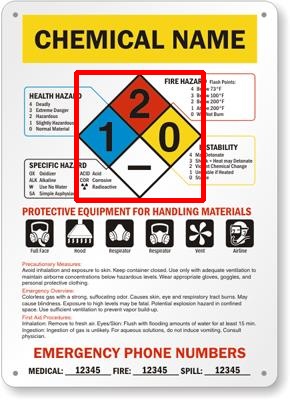 CHEMICAL NAME
HEALTH HAZARD
4 Deadly
3 Extreme Danger
2 Hazardous
1 Slightly Hazardous
0 Normal Material
FIRE HAZARD Flash Points:
4 Below 73°F
3 Below 100°F
2 Below 200°F
1 Above 200°F
0 Will Not Burn
2
1
0
SPECIFIC HAZARD
OX Oxidizer
ALK Alkaline
W Use No Water
SA Simple Asphyxiant
ACID Acid
COR Corrosive
Radioactive
4 May Detonate
3 Shock + Heat may Detonate
2 Violent Chemical Change
1 Unstable if Heated
0 Stable
PROTECTIVE EQUIPMENT FOR HANDLING MATERIALS
Full Face Hood Respirator Respirator Vent Airline
Precautionary Measures:
Avoid inhalation and exposure to skin. Keep container closed. Use only with adequate ventilation to
maintain airborne concentrations below hazardous levels. Wear appropriate gloves, goggles, and
personal protective clothing.
Emergency Overview:
Colorless gas with a strong, suffocating odor. Causes skin, eye and respiratory tract burns. May
cause blindness. Exposure to high levels may be fatal. Potential explosion hazard in confined
space. Use sufficient ventilation to prevent vapor build-up.
First Aid Procedures:
Inhalation: Remove to fresh air. Eyes/Skin: Flush with flooding amounts of water for at least 15 min.
Ingestion: Ingestion of gas is unlikely. For aqueous solutions, do not induce vomiting. Consult
physician.
EMERGENCY PHONE NUMBERS
MEDICAL: 12345 FIRE: 12345 SPILL: 12345